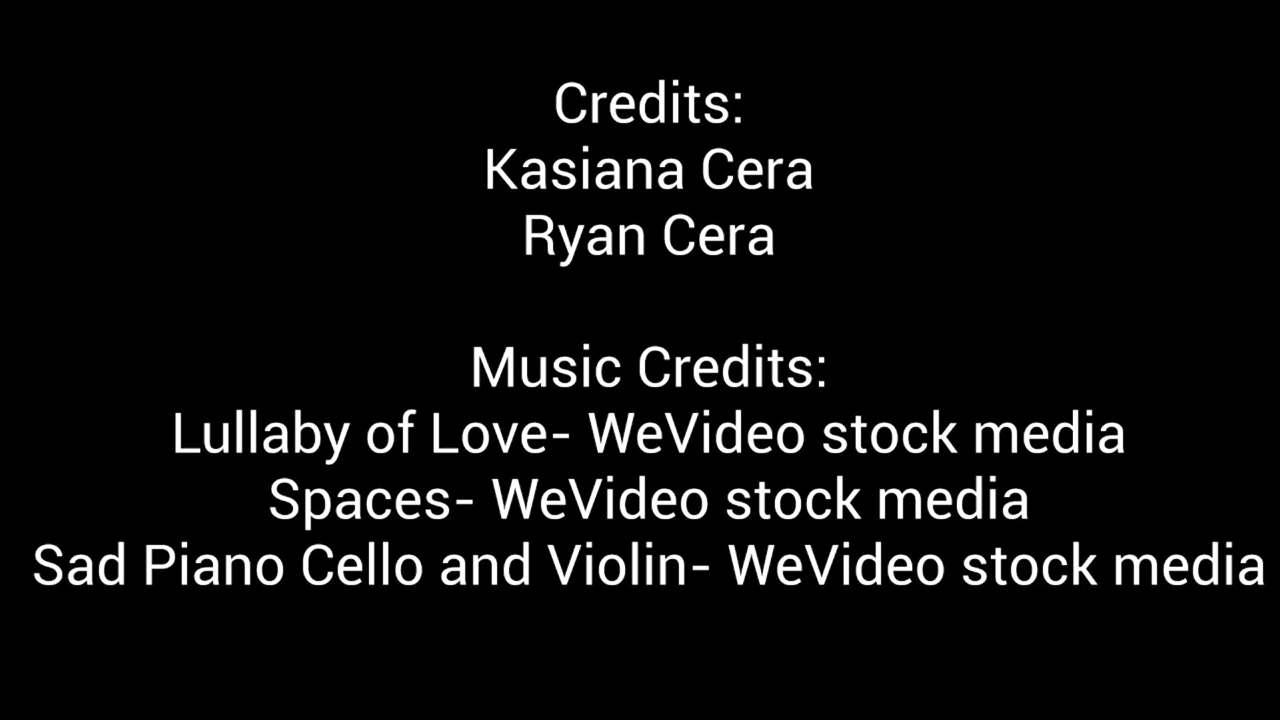 Credits:
Kasiana Cera
Ryan Cera
Music Credits:
Lullaby of Love- WeVideo stock media
Spaces- WeVideo stock media
Sad Piano Cello and Violin- WeVideo stock media